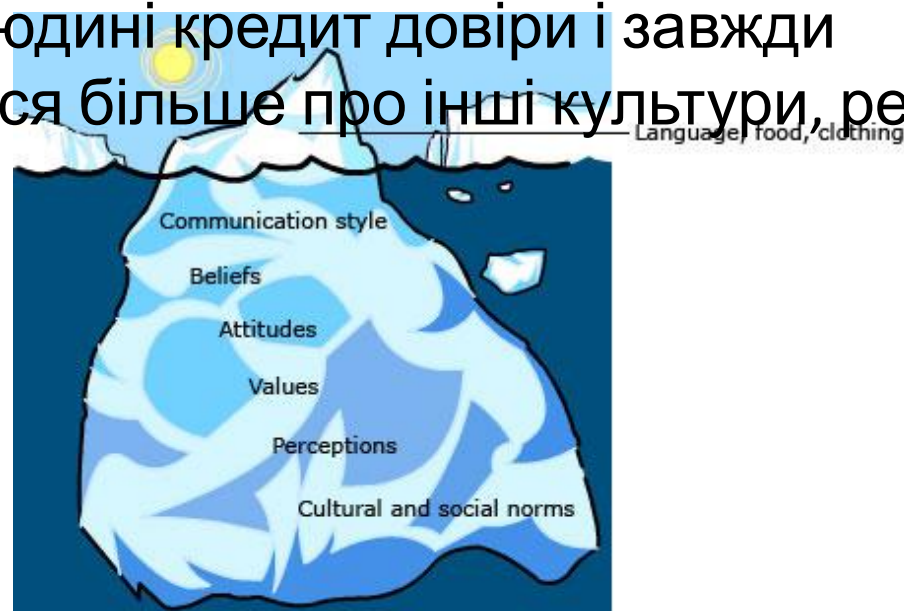 юдині кредит довіри і завжди
ся більше про інші культури, ре
Language, food, clothing
Communication style
Beliefs
Attitudes
Values
Perceptions
Cultural and social norms